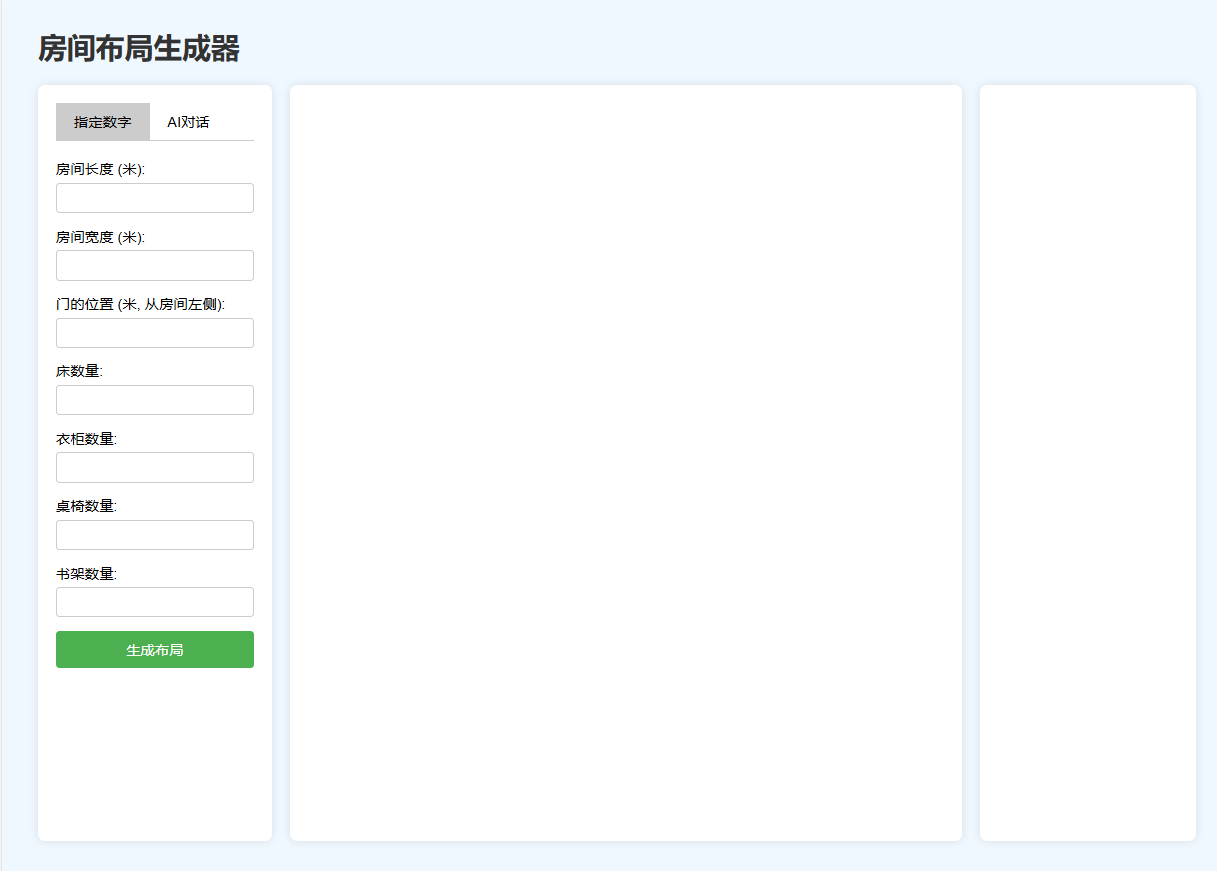 房间布局生成器
指定数字 AI对话
房间长度 (米):
房间宽度 (米):
门的位置 (米, 从房间左侧):
床数量:
衣柜数量:
桌椅数量:
书架数量:
生成布局